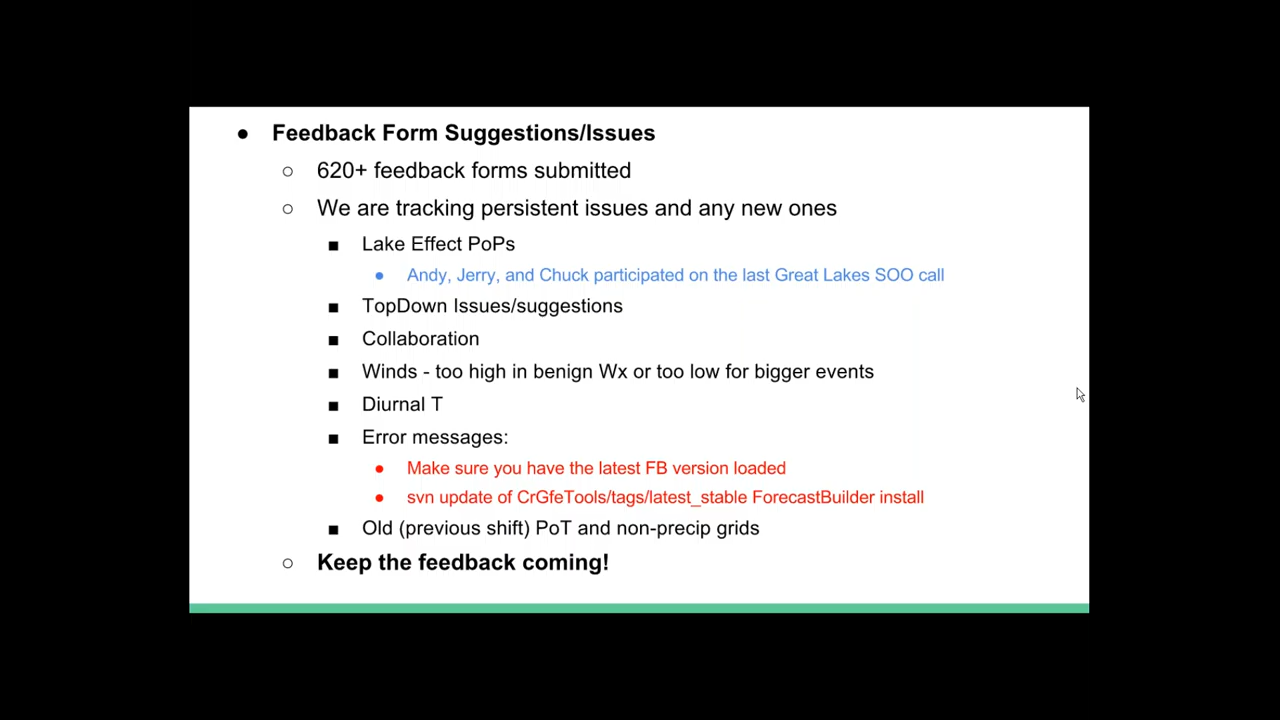 ● Feedback Form Suggestions/Issues
○ 620+ feedback forms submitted
○ We are tracking persistent issues and any new ones
■ Lake Effect PoPs
● Andy, Jerry, and Chuck participated on the last Great Lakes SOO call
■ TopDown Issues/suggestions
■ Collaboration
■ Winds - too high in benign Wx or too low for bigger events
■ Diurnal T
■ Error messages:
● Make sure you have the latest FB version loaded
● svn update of CrGfeTools/tags/latest_stable ForecastBuilder install
■ Old (previous shift) PoT and non-precip grids
○ Keep the feedback coming!